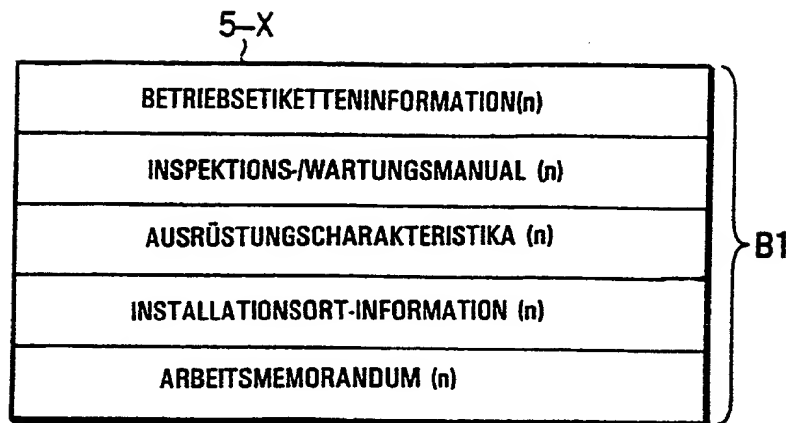 5-X
BETRIEBSETIKETTENINFORMATION(n)
INSPEKTIONS-/WARTUNGSMANUAL (n)
AUSRÜSTUNGSCHARAKTERISTIKA (n)
B1
INSTALLATIONSORT-INFORMATION (n)
ARBEITSMEMORANDUM (n)